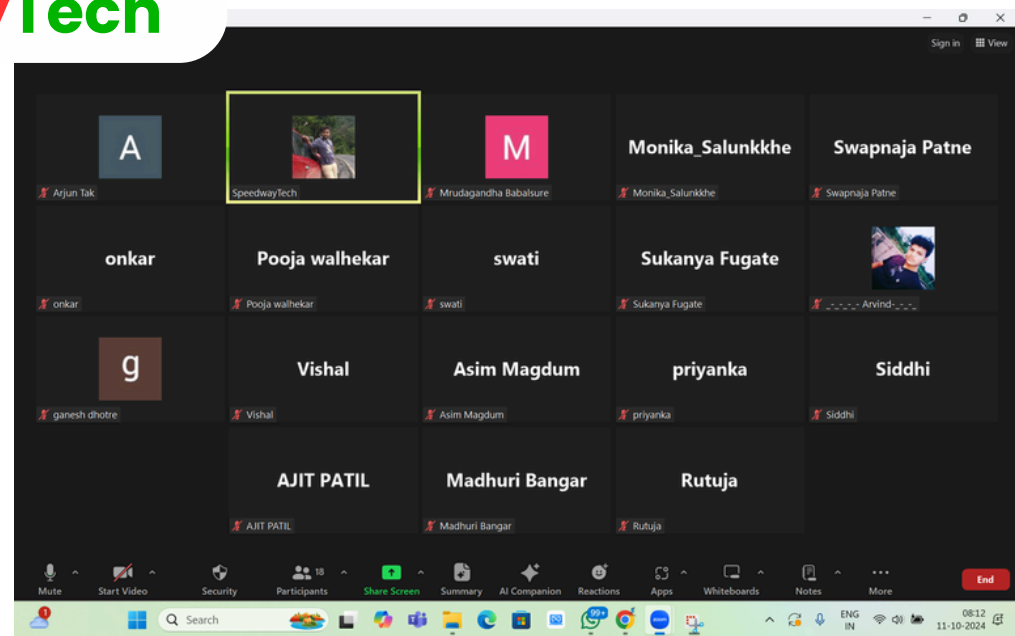 Tech
Sign in View
A
Arjun Tak
SpeedwayTech
M
Mrudagandha Babalsure
Monika_Salunkkhe
Monika_Salunkkhe
Swapnaja Patne
Swapnaja Patne
onkar
onkar
Pooja walhekar
Pooja walhekar
swati
swati
Sukanya Fugate
Sukanya Fugate
_-_-_-_- Arvind-_-_-_
g
ganesh dhotre
Vishal
Vishal
Asim Magdum
Asim Magdum
priyanka
priyanka
Siddhi
Siddhi
AJIT PATIL
AJIT PATIL
Madhuri Bangar
Madhuri Bangar
Rutuja
Rutuja
18
Mute Start Video Security Participants Share Screen Summary AI Companion Reactions Apps Whiteboards Notes More End
1
Search
99+
ENG
IN
08:12
11-10-2024